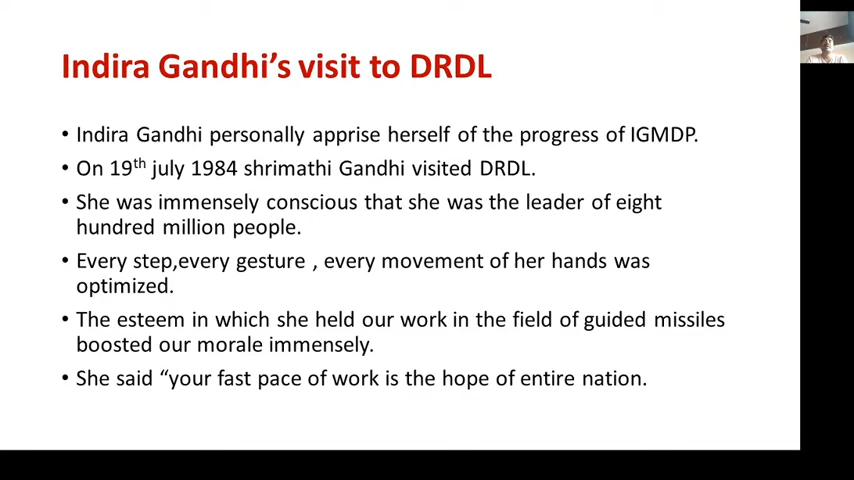 Indira Gandhi's visit to DRDL
• Indira Gandhi personally apprise herself of the progress of IGMDP.
• On 19th july 1984 shrimathi Gandhi visited DRDL.
• She was immensely conscious that she was the leader of eight
hundred million people.
• Every step,every gesture , every movement of her hands was
optimized.
• The esteem in which she held our work in the field of guided missiles
boosted our morale immensely.
• She said “your fast pace of work is the hope of entire nation.